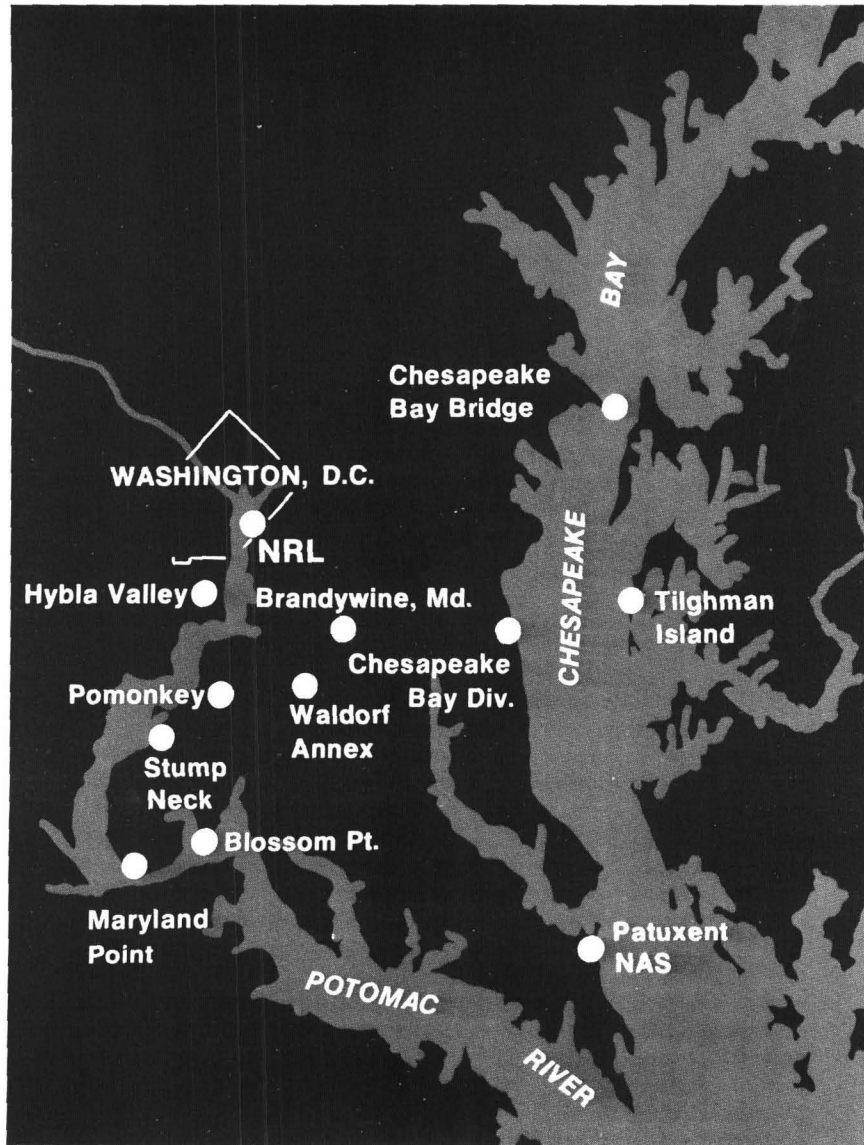 BAY
Chesapeake
Bay Bridge
WASHINGTON, D.C.
NRL
CHESAPEAKE
Hybla Valley
Brandywine, Md.
Tilghman
Island
Chesapeake
Bay Div.
Pomonkey
Waldorf
Annex
Stump
Neck
Blossom Pt.
Maryland
Point
Patuxent
NAS
POTOMAC
RIVER